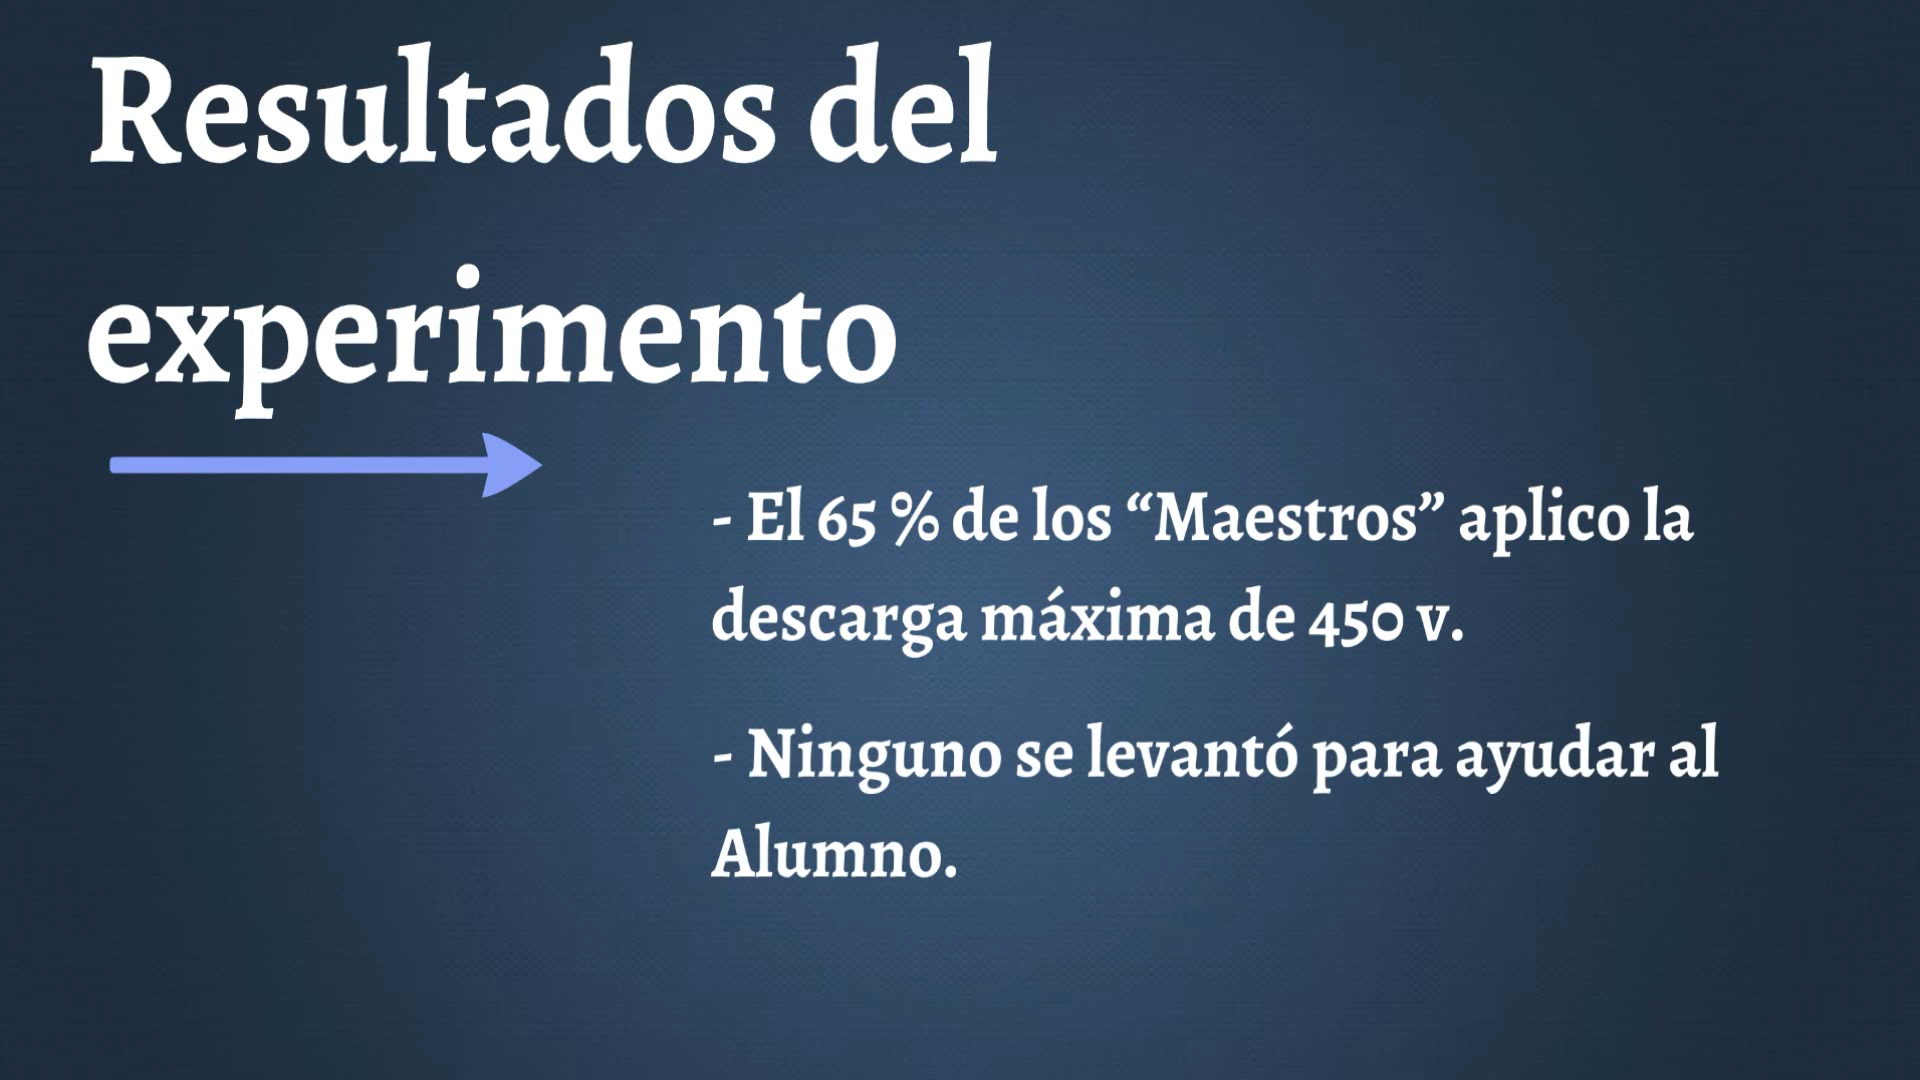 Resultados del
experimento
- El 65 % de los “Maestros” aplico la
descarga máxima de 450 v.
- Ninguno se levantó para ayudar al
Alumno.